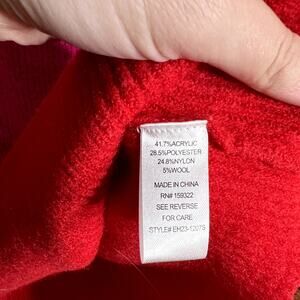 41.7%ACRYLIC
28.5%POLYESTER
24.8%NYLON
5%WOOL
MADE IN CHINA
RN# 159322
SEE REVERSE
FOR CARE
STYLE# EH23-1207S